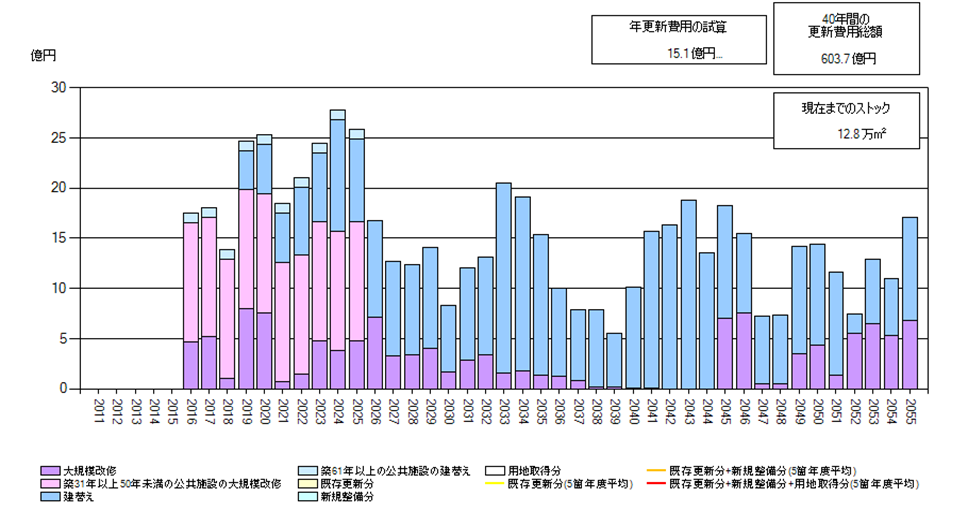 40年間の
更新費用総額
603.7億円
年更新費用の試算
15.1億円...
億円
現在までのストック
12.8万㎡
30
25
20
15
10
5
0
2011
2012
2013
2014
2015
2016
2017
2018
2019
2020
2021
2022
2023
2024
2025
2026
2027
2028
2029
2030
2031
2032
2033
2034
2035
2036
2037
2038
2039
2040
2041
2042
2043
2044
2045
2046
2047
2048
2049
2050
2051
2052
2053
2054
2055
大規模改修
築31年以上50年未満の公共施設の大規模改修
建替え
築61年以上の公共施設の建替え
既存更新分
新規整備分
用地取得分
既存更新分(5箇年度平均)
既存更新分+新規整備分(5箇年度平均)
既存更新分+新規整備分+用地取得分(5箇年度平均)